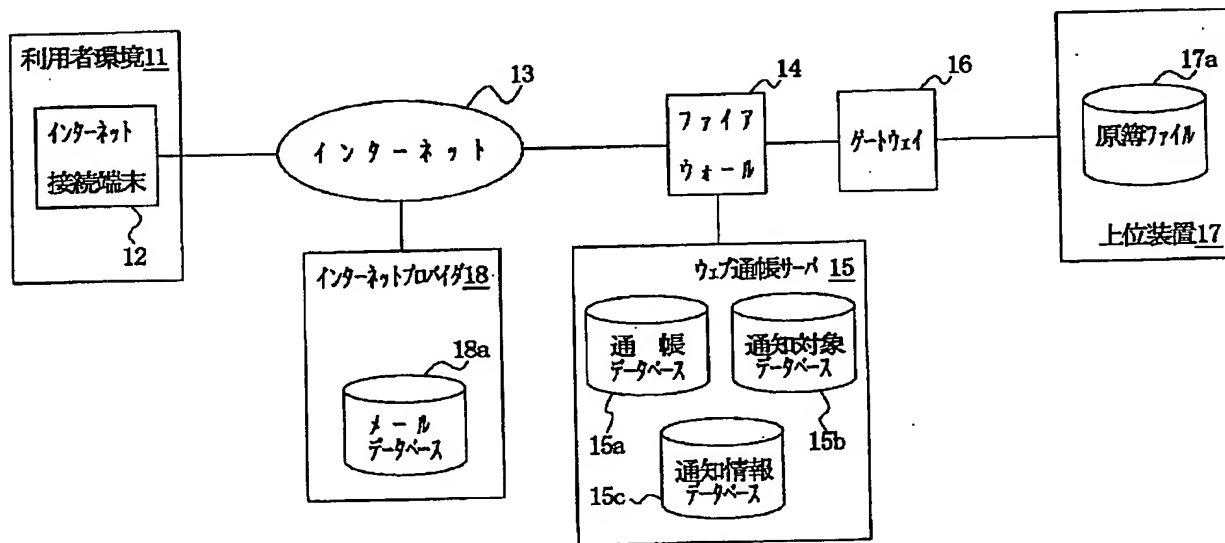 利用者環境11
インターネット
接続端末
12
13
インターネット
14
ファイア
ウォール
16
ゲートウェイ
17a
原簿ファイル
上位装置17
インターネットプロバイダ18
18a
メール
データベース
ウェブ通帳サーバ 15
通 帳
データベース
15a
通知対象
データベース
15b
通知情報
データベース
15c